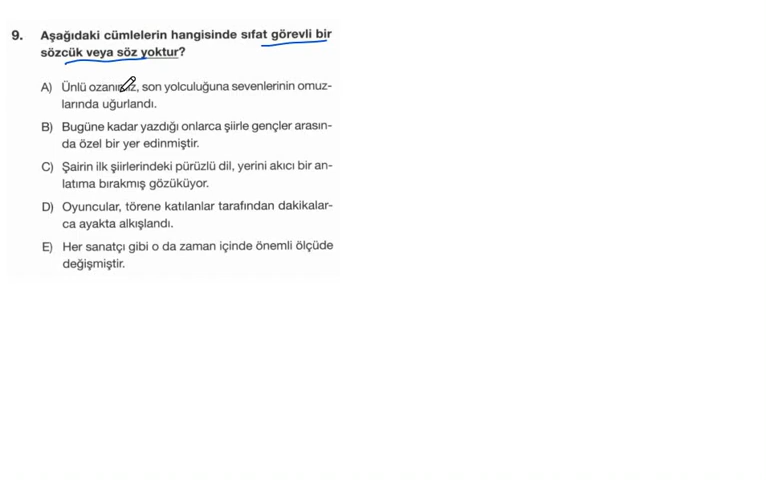 9. Aşağıdaki cümlelerin hangisinde sıfat görevli bir
sözcük veya söz yoktur?
A) Ünlü ozanımız, son yolculuğuna sevenlerinin omuz-
larında uğurlandı.
B) Bugüne kadar yazdığı onlarca şiirle gençler arasın-
da özel bir yer edinmiştir.
C) Şairin ilk şiirlerindeki pürüzlü dil, yerini akıcı bir an-
latıma bırakmış gözüküyor.
D) Oyuncular, törene katılanlar tarafından dakikalar-
ca ayakta alkışlandı.
E) Her sanatçı gibi o da zaman içinde önemli ölçüde
değişmiştir.